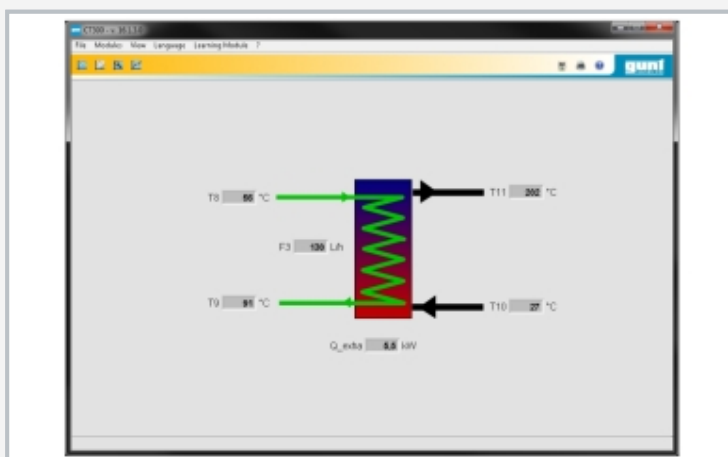 File Modules View Language Learning Module ?
gunt
T8 °C
T11 202 °C
F3 130 L/h
T9 91 °C
T10 27 °C
Q_exha 5,5 kW